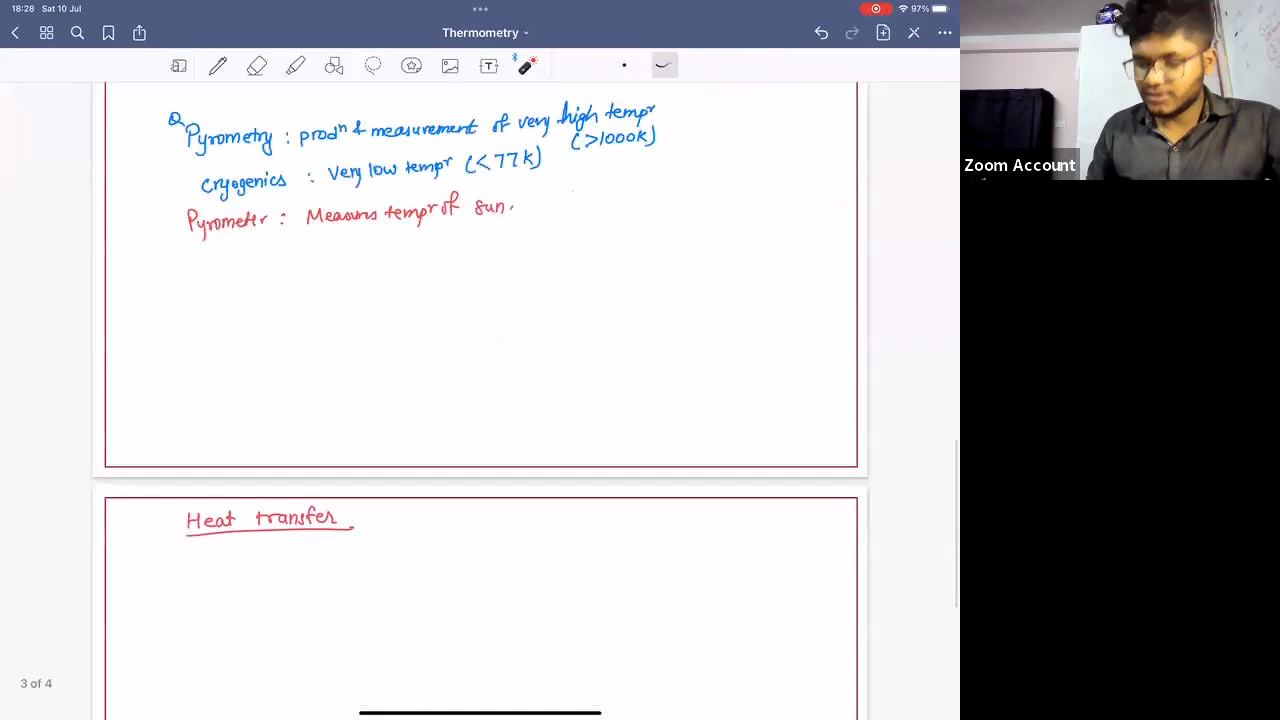 18:28 Sat 10 Jul
97%
Thermometry
Q Pyrometry : prodⁿ & measurement of very high tempr
(>1000K)
Cryogenics : Very low tempr (<77K)
Pyrometer : Measures tempr of sun.
Heat transfer
3 of 4
Zoom Account